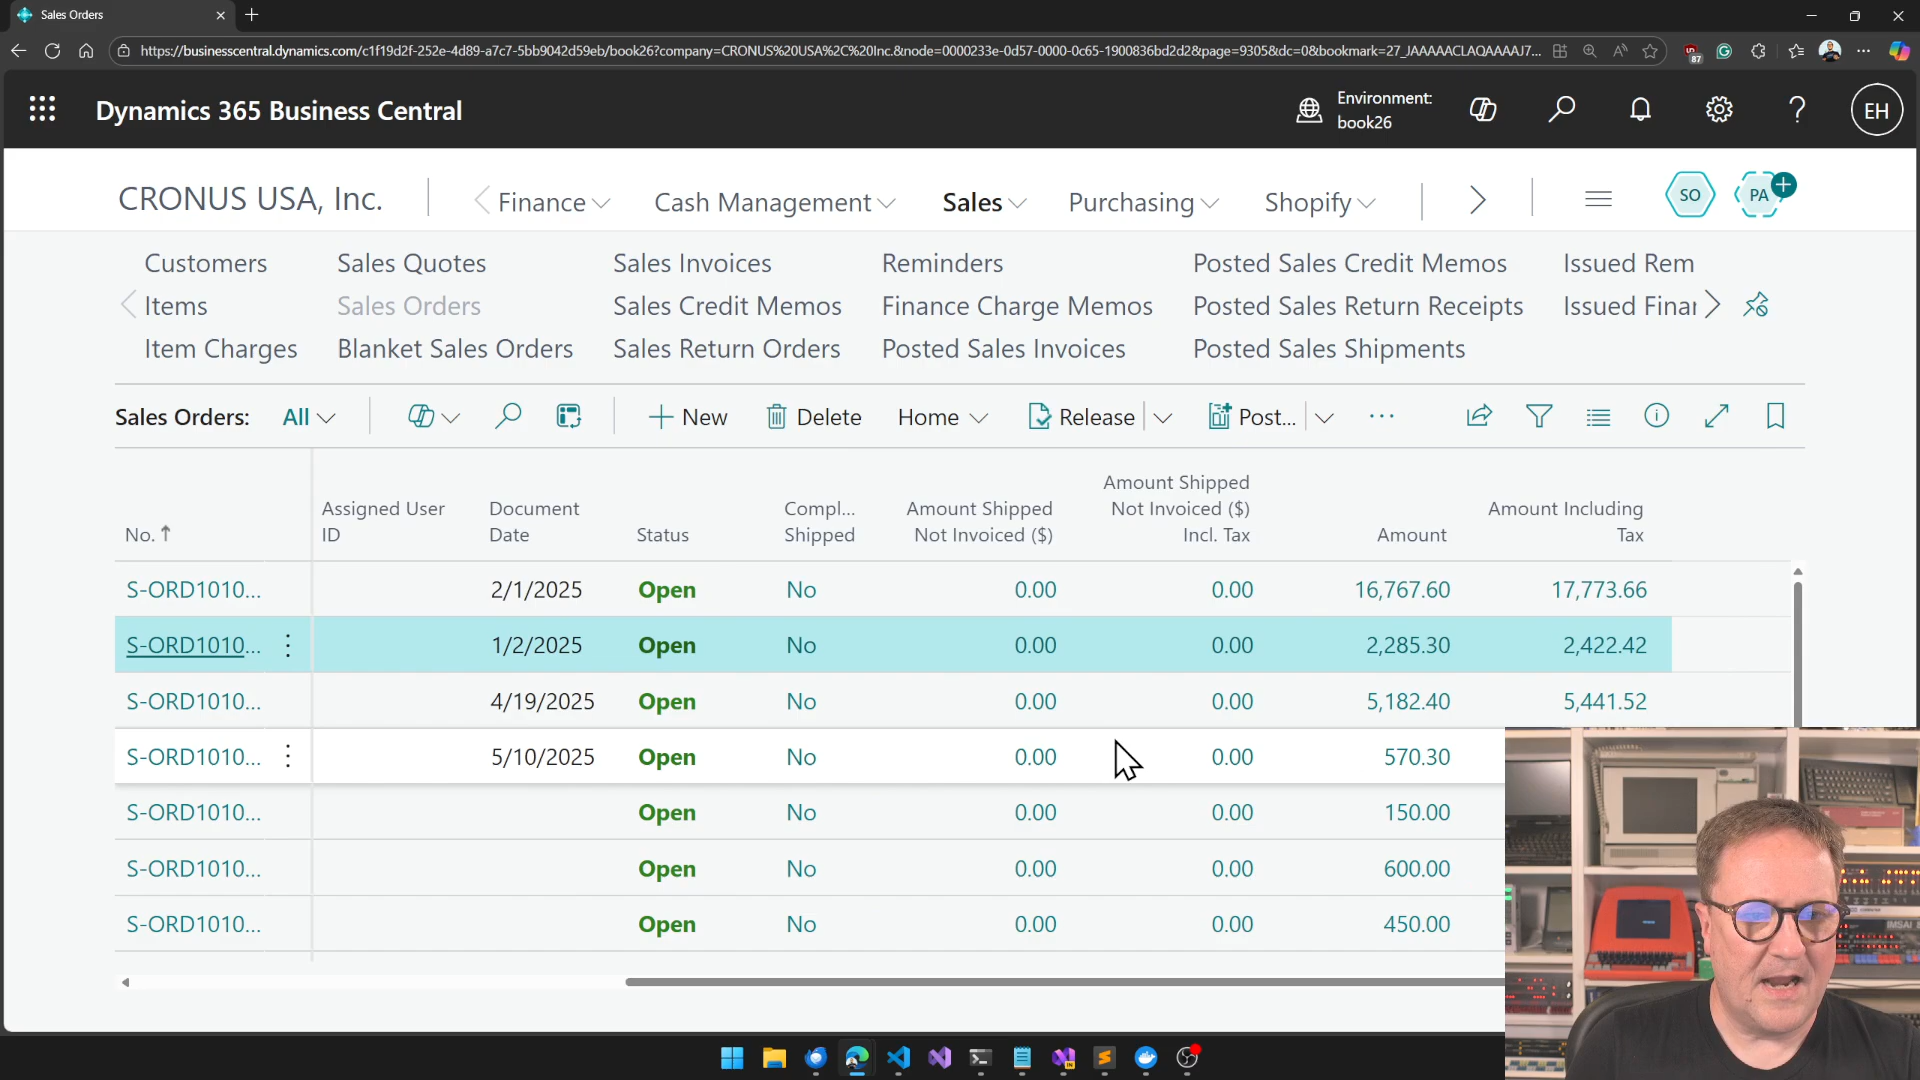 Sales Orders
https://businesscentral.dynamics.com/c1f19d2f-252e-4d89-a7c7-5bb9042d59eb/book26?company=CRONUS%20USA%2C%20Inc.&node=0000233e-0d57-0000-0c65-1900836bd2d2&page=9305&dc=0&bookmark=27_JAAAAACLAQAAAAJ7...
87
Dynamics 365 Business Central
Environment:
book26
EH
CRONUS USA, Inc.
Finance
Cash Management
Sales
Purchasing
Shopify
SO
PA
Customers
Sales Quotes
Sales Invoices
Reminders
Posted Sales Credit Memos
Issued Rem
Items
Sales Orders
Sales Credit Memos
Finance Charge Memos
Posted Sales Return Receipts
Issued Finar
Item Charges
Blanket Sales Orders
Sales Return Orders
Posted Sales Invoices
Posted Sales Shipments
Sales Orders:
All
New
Delete
Home
Release
Post...
No. ↑
Assigned User
ID
Document
Date
Status
Compl...
Shipped
Amount Shipped
Not Invoiced ($)
Amount Shipped
Not Invoiced ($)
Incl. Tax
Amount
Amount Including
Tax
S-ORD1010... 2/1/2025 Open No 0.00 0.00 16,767.60 17,773.66
S-ORD1010... 1/2/2025 Open No 0.00 0.00 2,285.30 2,422.42
S-ORD1010... 4/19/2025 Open No 0.00 0.00 5,182.40 5,441.52
S-ORD1010... 5/10/2025 Open No 0.00 0.00 570.30
S-ORD1010... Open No 0.00 0.00 150.00
S-ORD1010... Open No 0.00 0.00 600.00
S-ORD1010... Open No 0.00 0.00 450.00
IMSAI